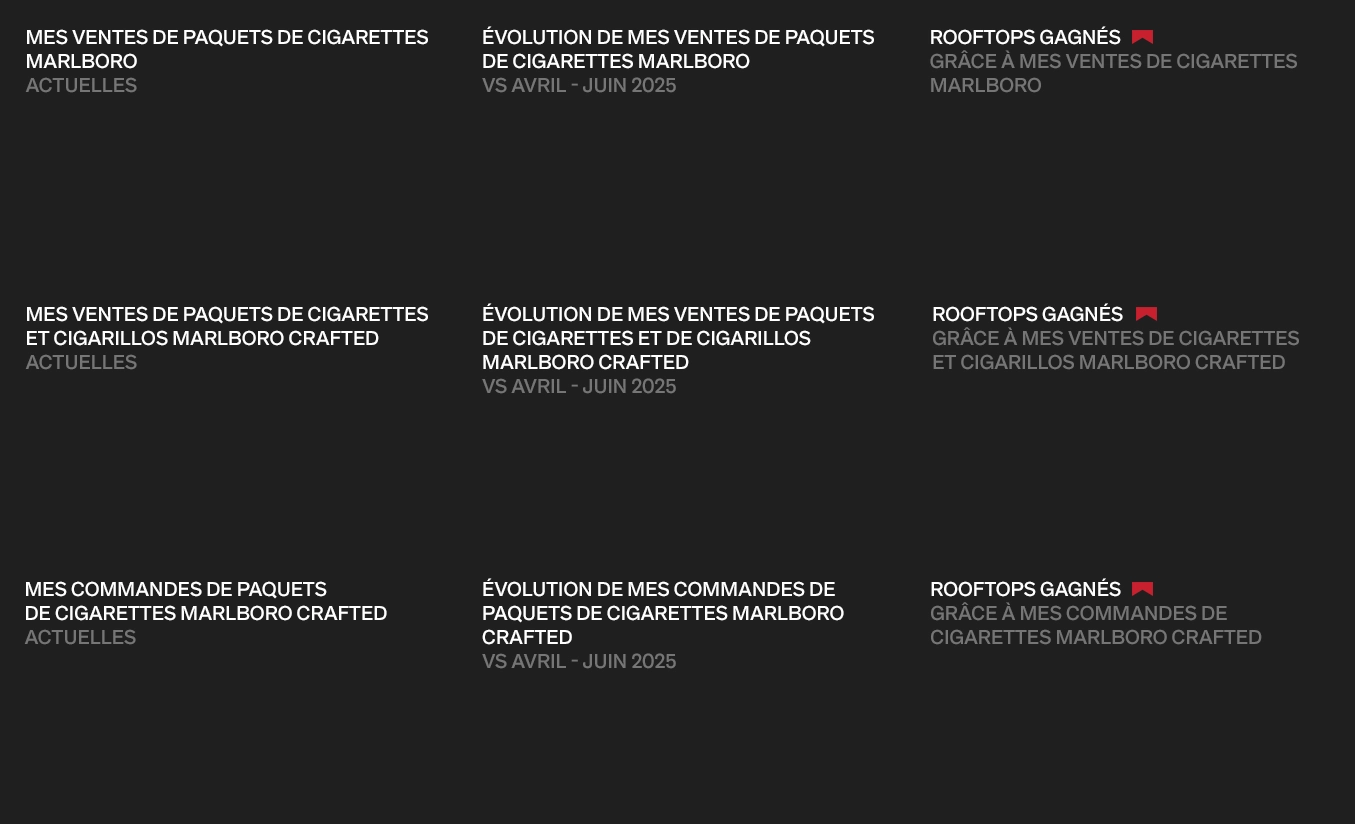 MES VENTES DE PAQUETS DE CIGARETTES
MARLBORO
ACTUELLES
ÉVOLUTION DE MES VENTES DE PAQUETS
DE CIGARETTES MARLBORO
VS AVRIL - JUIN 2025
ROOFTOPS GAGNÉS
GRÂCE À MES VENTES DE CIGARETTES
MARLBORO
MES VENTES DE PAQUETS DE CIGARETTES
ET CIGARILLOS MARLBORO CRAFTED
ACTUELLES
ÉVOLUTION DE MES VENTES DE PAQUETS
DE CIGARETTES ET DE CIGARILLOS
MARLBORO CRAFTED
VS AVRIL - JUIN 2025
ROOFTOPS GAGNÉS
GRÂCE À MES VENTES DE CIGARETTES
ET CIGARILLOS MARLBORO CRAFTED
MES COMMANDES DE PAQUETS
DE CIGARETTES MARLBORO CRAFTED
ACTUELLES
ÉVOLUTION DE MES COMMANDES DE
PAQUETS DE CIGARETTES MARLBORO
CRAFTED
VS AVRIL - JUIN 2025
ROOFTOPS GAGNÉS
GRÂCE À MES COMMANDES DE
CIGARETTES MARLBORO CRAFTED